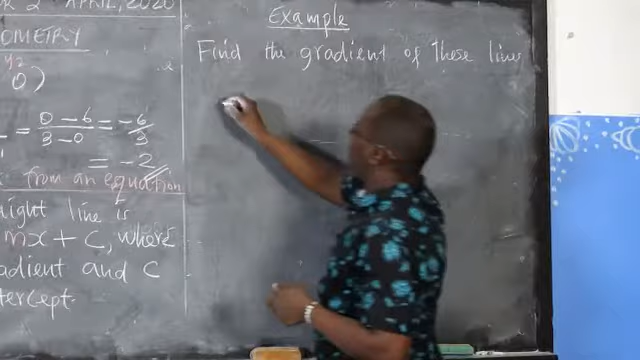 2 APRIL, 2020
OMETRY
y2
0)
= 0 - 6 / 3 - 0 = -6/3
= -2
from an equation
ight line is
mx + c, where
adient and c
tercept.
Example
Find the gradient of these lines